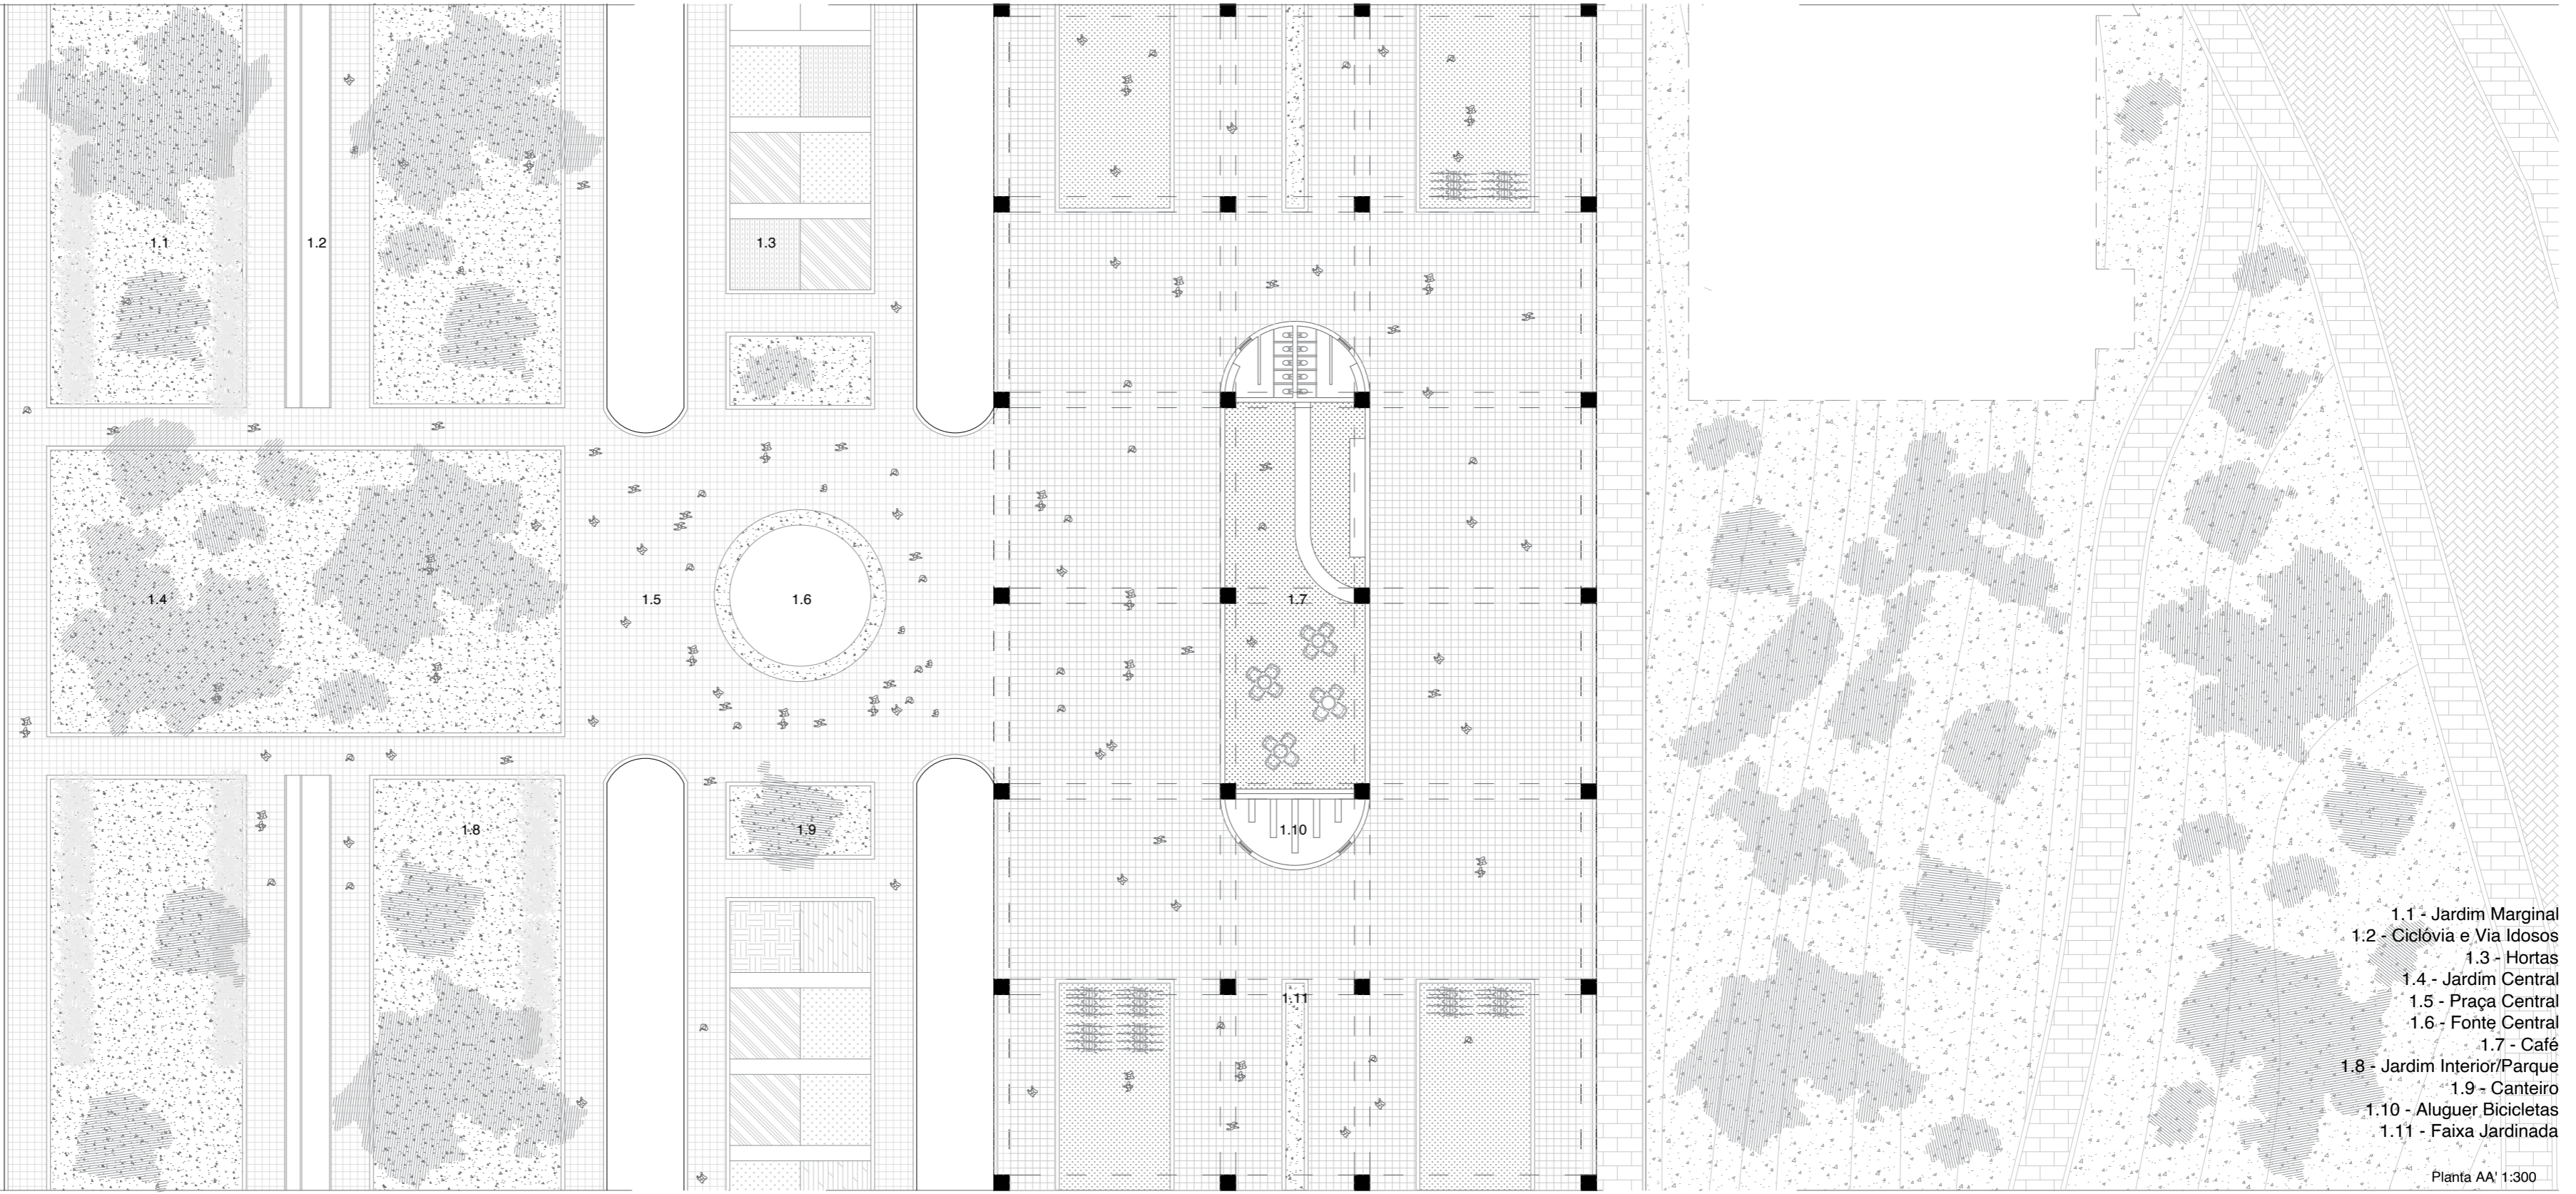 1.1
1.2
1.3
1.4
1.5
1.6
1.7
1.8
1.9
1.10
1.11
1.1 - Jardim Marginal
1.2 - Ciclóvia e Via Idosos
1.3 - Hortas
1.4 - Jardim Central
1.5 - Praça Central
1.6 - Fonte Central
1.7 - Café
1.8 - Jardim Interior/Parque
1.9 - Canteiro
1.10 - Aluguer Bicicletas
1.11 - Faixa Jardinada
Planta AA' 1:300